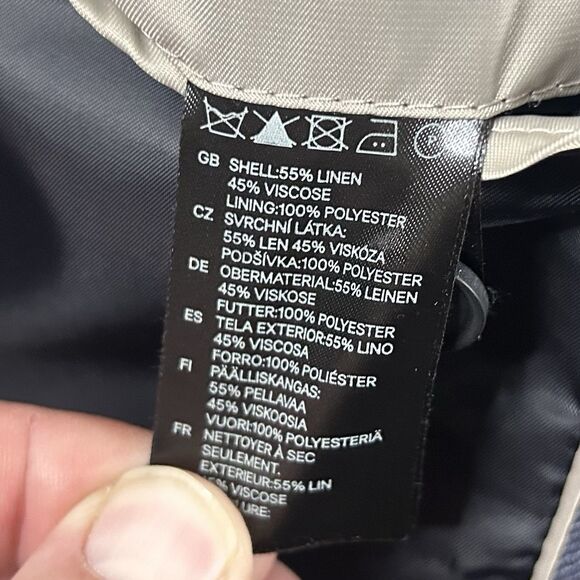 GB SHELL:55% LINEN
45% VISCOSE
LINING:100% POLYESTER
CZ SVRCHNÍ LÁTKA:
55% LEN 45% VISKÓZA
PODŠÍVKA:100% POLYESTER
DE OBERMATERIAL:55% LEINEN
45% VISKOSE
FUTTER:100% POLYESTER
ES TELA EXTERIOR:55% LINO
45% VISCOSA
FORRO:100% POLIÉSTER
FI PÄÄLLISKANGAS:
55% PELLAVAA
45% VISKOOSIA
VUORI:100% POLYESTERIÄ
FR NETTOYER À SEC
SEULEMENT.
EXTERIEUR:55% LIN
VISCOSE